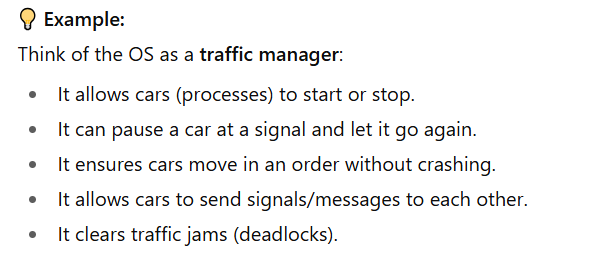 💡 Example:
Think of the OS as a traffic manager:
• It allows cars (processes) to start or stop.
• It can pause a car at a signal and let it go again.
• It ensures cars move in an order without crashing.
• It allows cars to send signals/messages to each other.
• It clears traffic jams (deadlocks).